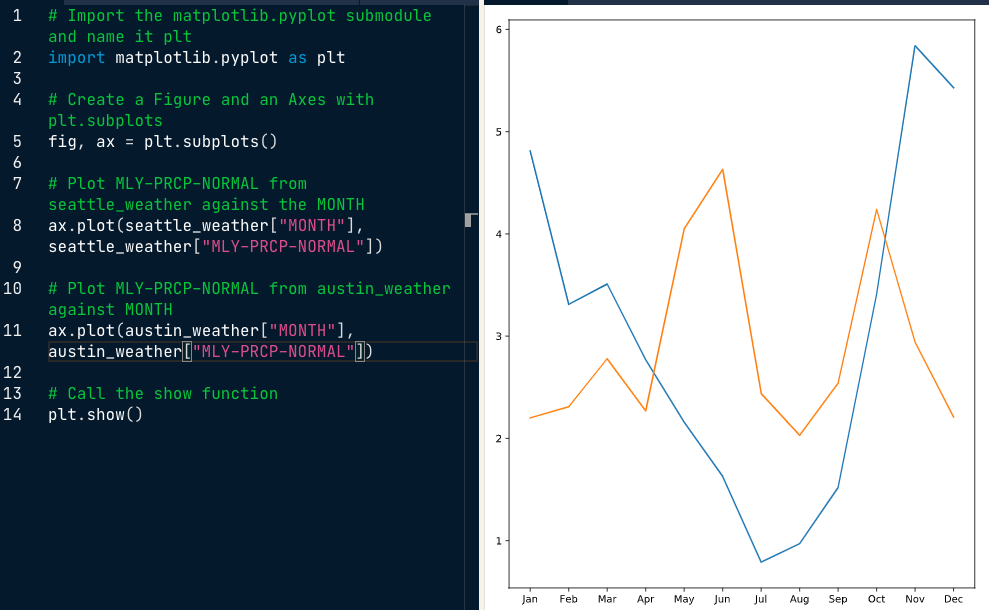 1 # Import the matplotlib.pyplot submodule
and name it plt
2 import matplotlib.pyplot as plt
3
4 # Create a Figure and an Axes with
plt.subplots
5 fig, ax = plt.subplots()
6
7 # Plot MLY-PRCP-NORMAL from
seattle_weather against the MONTH
8 ax.plot(seattle_weather["MONTH"],
seattle_weather["MLY-PRCP-NORMAL"])
9
10 # Plot MLY-PRCP-NORMAL from austin_weather
against MONTH
11 ax.plot(austin_weather["MONTH"],
austin_weather["MLY-PRCP-NORMAL"])
12
13 # Call the show function
14 plt.show()
6
5
4
3
2
1
Jan Feb Mar Apr May Jun Jul Aug Sep Oct Nov Dec